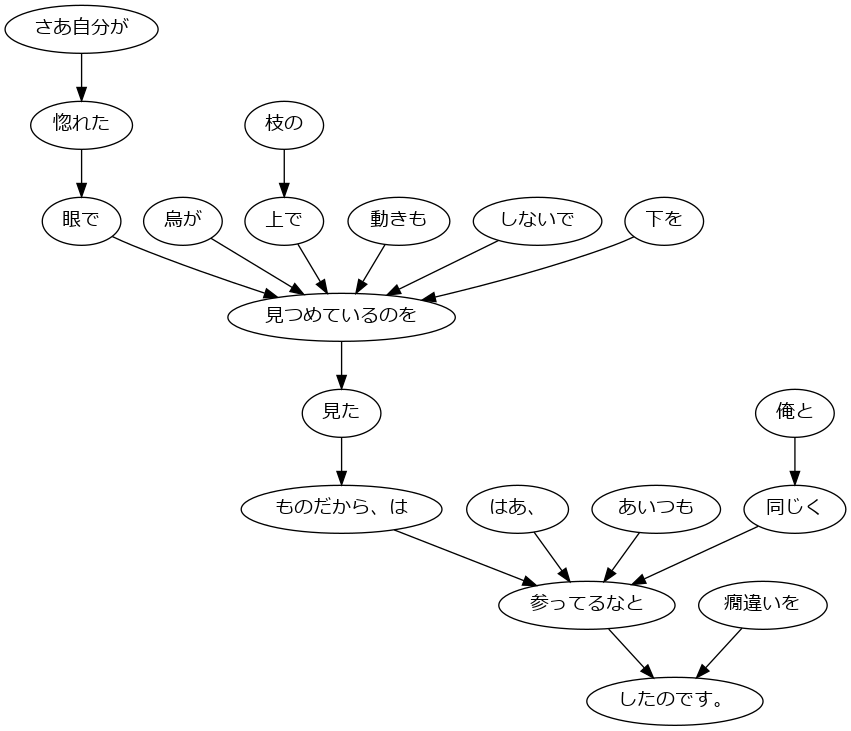 さあ自分が
惚れた
枝の
眼で
烏が
上で
動きも
しないで
下を
見つめているのを
見た
俺と
ものだから、は
はあ、
あいつも
同じく
参ってるなと
癇違いを
したのです。